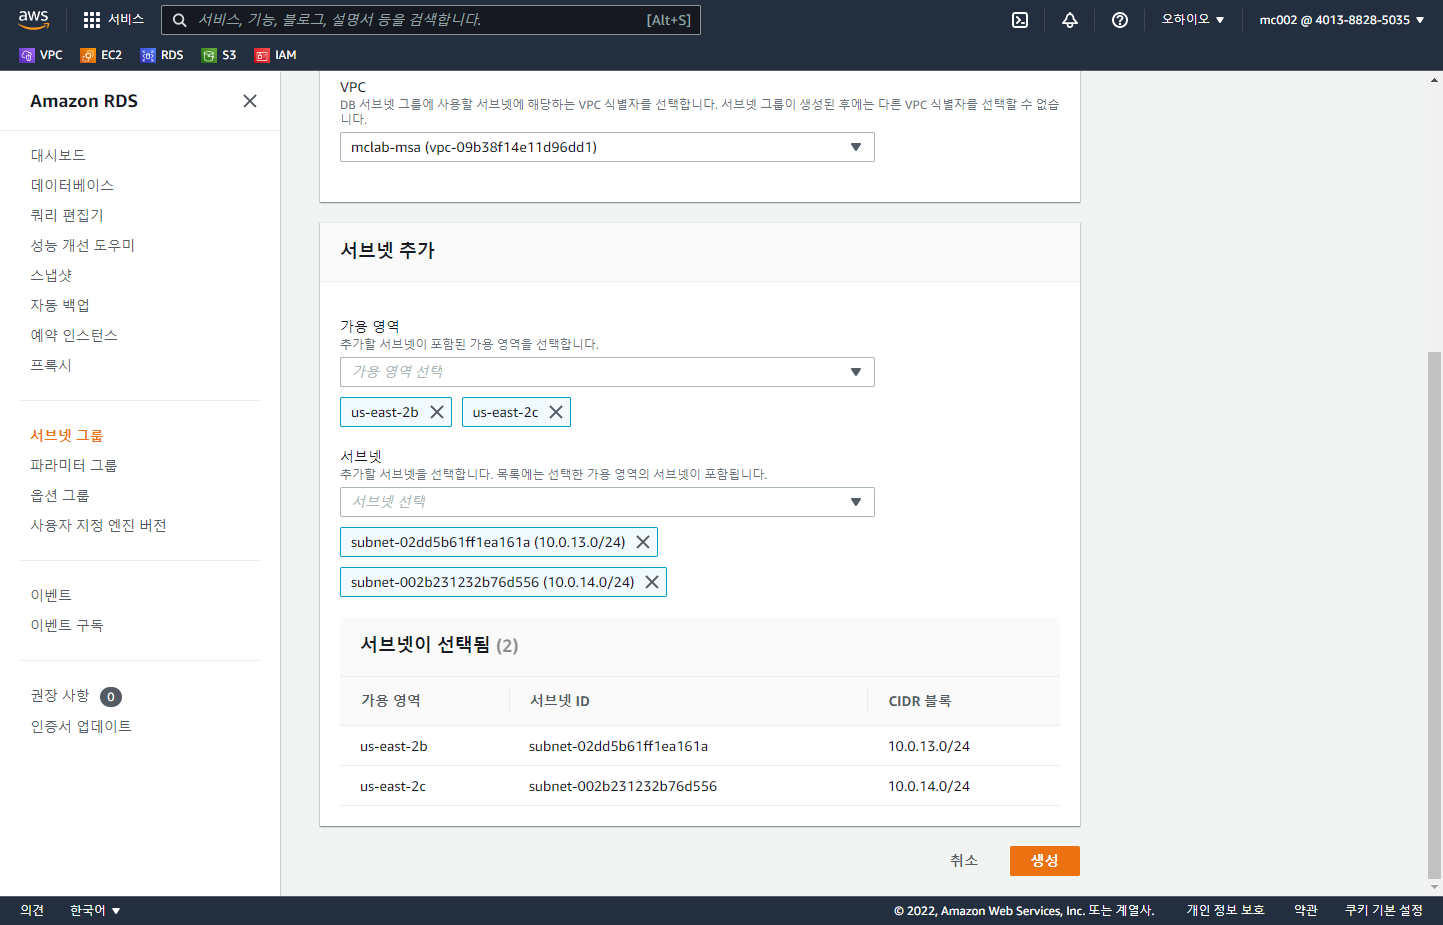 aws
서비스
서비스, 기능, 블로그, 설명서 등을 검색합니다.
[Alt+S]
오하이오
mc002 @ 4013-8828-5035
VPC
EC2
RDS
S3
IAM
Amazon RDS
대시보드
데이터베이스
쿼리 편집기
성능 개선 도우미
스냅샷
자동 백업
예약 인스턴스
프록시
서브넷 그룹
파라미터 그룹
옵션 그룹
사용자 지정 엔진 버전
이벤트
이벤트 구독
권장 사항 0
인증서 업데이트
VPC
DB 서브넷 그룹에 사용할 서브넷에 해당하는 VPC 식별자를 선택합니다. 서브넷 그룹이 생성된 후에는 다른 VPC 식별자를 선택할 수 없습
니다.
mclab-msa (vpc-09b38f14e11d96dd1)
서브넷 추가
가용 영역
추가할 서브넷이 포함된 가용 영역을 선택합니다.
가용 영역 선택
us-east-2b
us-east-2c
서브넷
추가할 서브넷을 선택합니다. 목록에는 선택한 가용 영역의 서브넷이 포함됩니다.
서브넷 선택
subnet-02dd5b61ff1ea161a (10.0.13.0/24)
subnet-002b231232b76d556 (10.0.14.0/24)
서브넷이 선택됨 (2)
가용 영역 서브넷 ID CIDR 블록
us-east-2b subnet-02dd5b61ff1ea161a 10.0.13.0/24
us-east-2c subnet-002b231232b76d556 10.0.14.0/24
취소
생성
의견
한국어
© 2022, Amazon Web Services, Inc. 또는 계열사.
개인 정보 보호
약관
쿠키 기본 설정